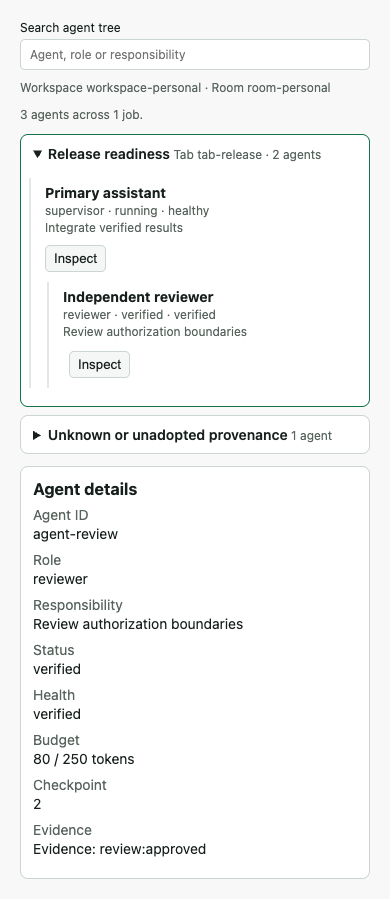 Search agent tree
Agent, role or responsibility
Workspace workspace-personal · Room room-personal
3 agents across 1 job.
▼ Release readiness Tab tab-release · 2 agents
Primary assistant
supervisor · running · healthy
Integrate verified results
Inspect
Independent reviewer
reviewer · verified · verified
Review authorization boundaries
Inspect
▶ Unknown or unadopted provenance 1 agent
Agent details
Agent ID
agent-review
Role
reviewer
Responsibility
Review authorization boundaries
Status
verified
Health
verified
Budget
80 / 250 tokens
Checkpoint
2
Evidence
Evidence: review:approved